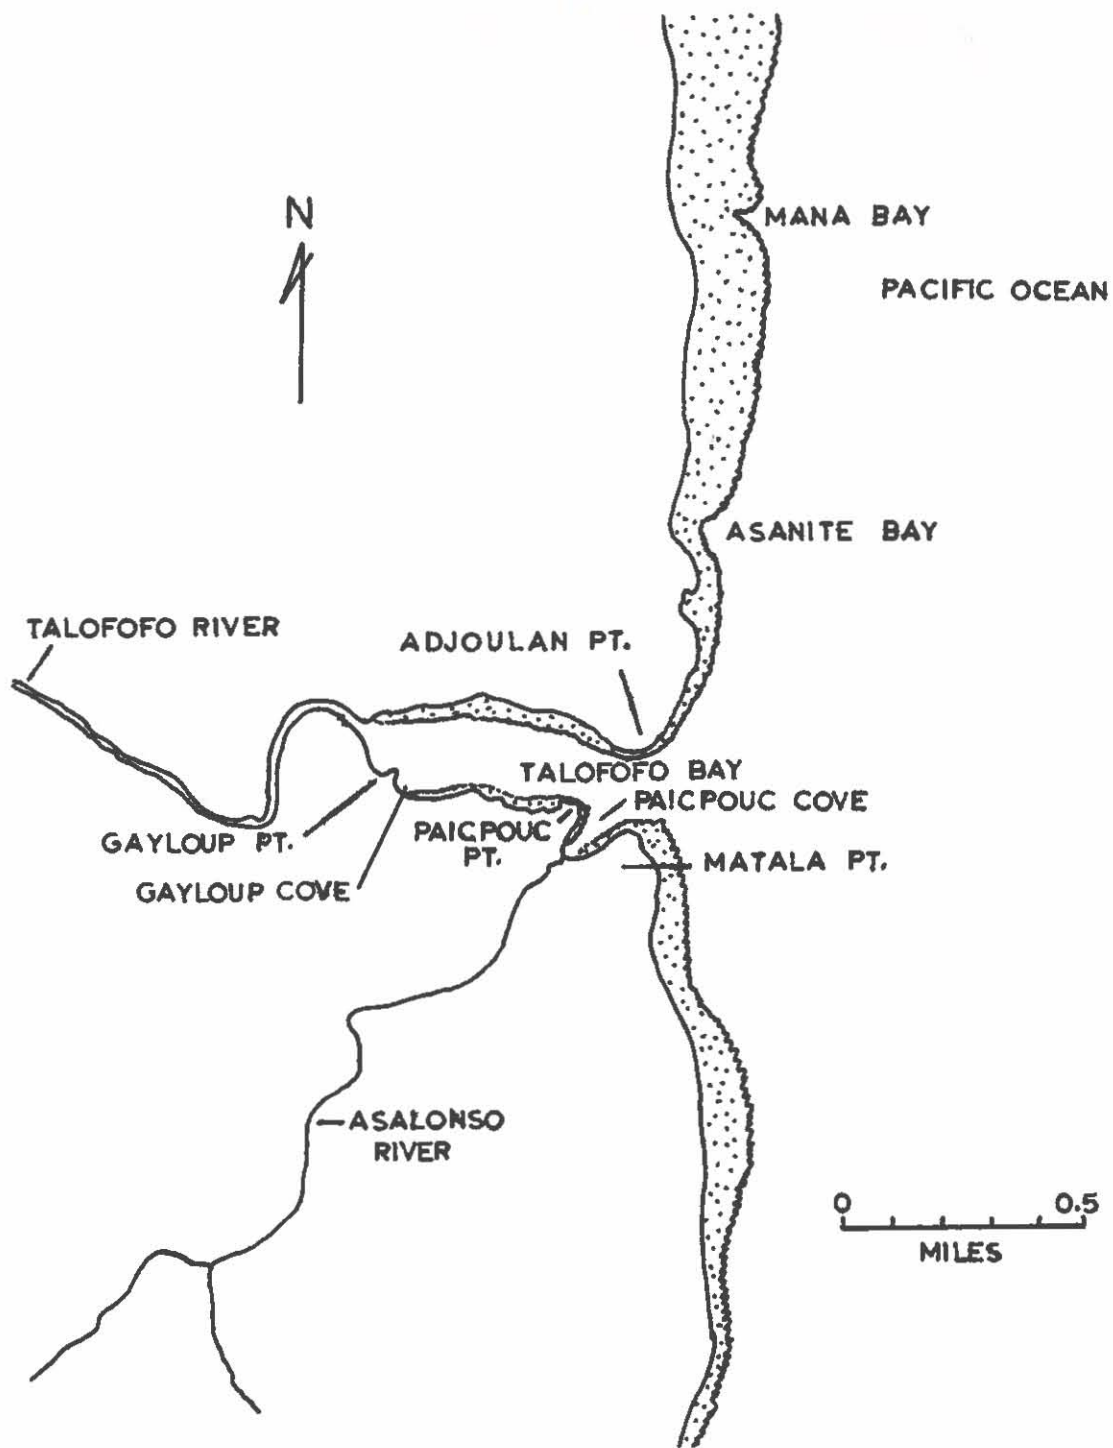 N
MANA BAY
PACIFIC OCEAN
ASANITE BAY
TALOFOFO RIVER
ADJOULAN PT.
TALOFOFO BAY
PAICPOUC COVE
GAYLOUP PT.
PAICPOUC
PT.
MATALA PT.
GAYLOUP COVE
ASALONSO
RIVER
0 0.5
MILES